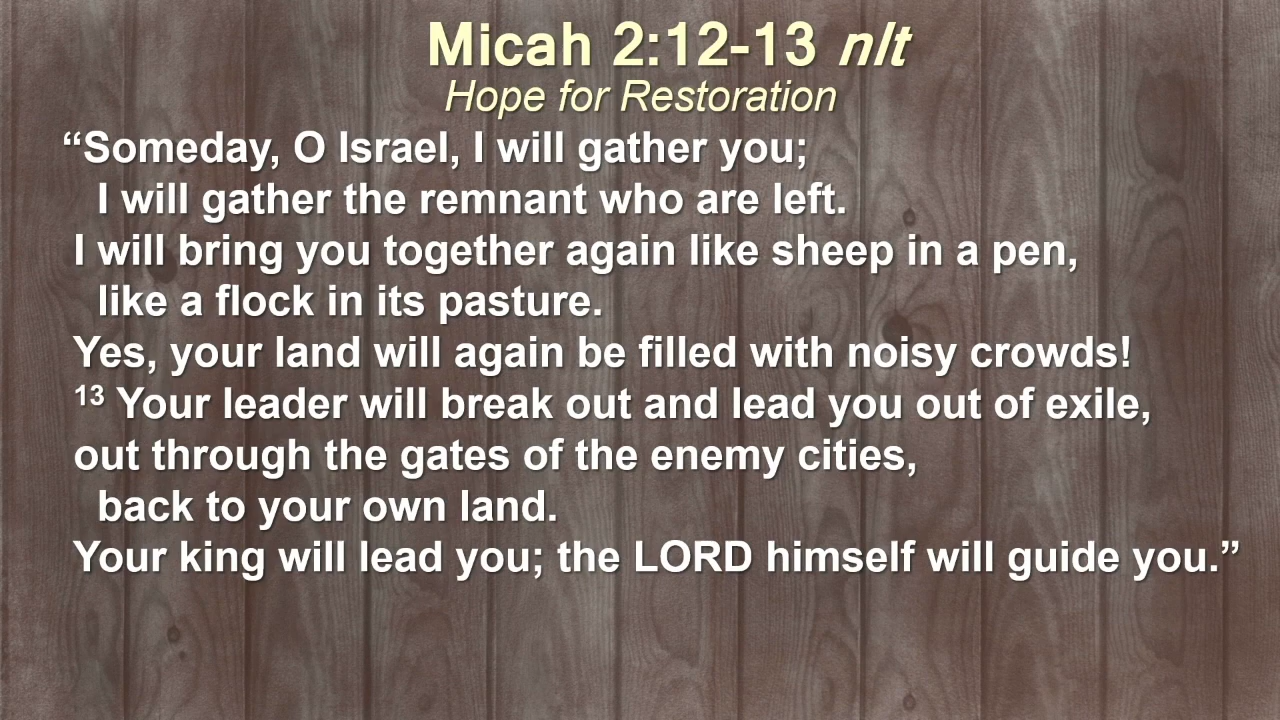 Micah 2:12-13 nlt
Hope for Restoration
“Someday, O Israel, I will gather you;
I will gather the remnant who are left.
I will bring you together again like sheep in a pen,
like a flock in its pasture.
Yes, your land will again be filled with noisy crowds!
13 Your leader will break out and lead you out of exile,
out through the gates of the enemy cities,
back to your own land.
Your king will lead you; the LORD himself will guide you.”